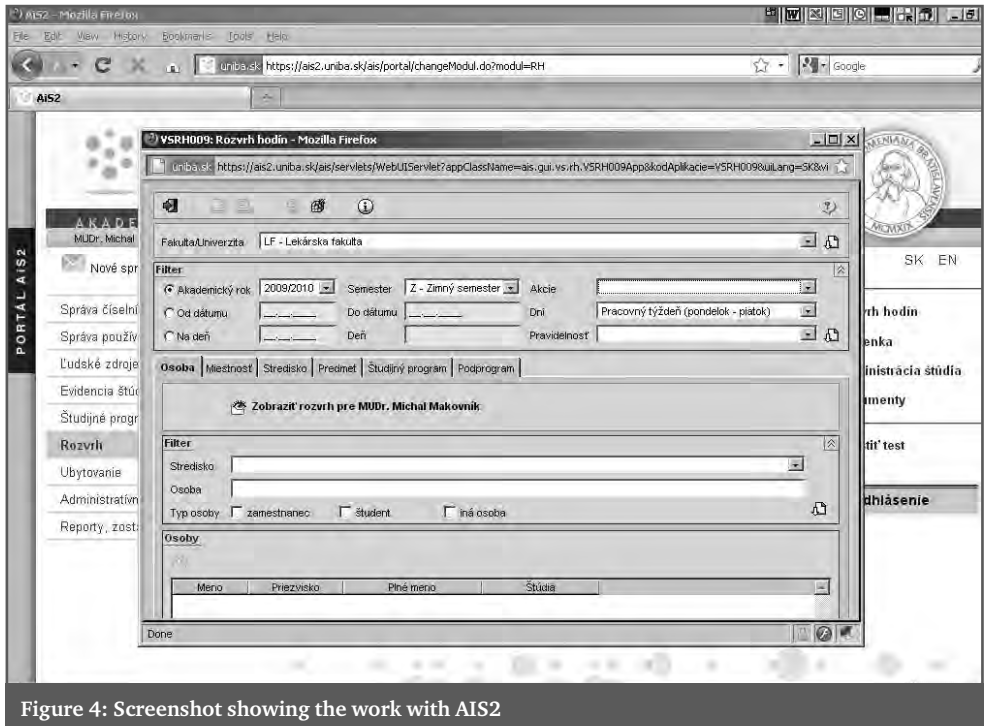 AiS2 - Mozilla Firefox
File Edit View History Bookmarks Tools Help
uniba.sk https://ais2.uniba.sk/ais/portal/changeModul.do?modul=RH
Google
AiS2
VSRH009: Rozvrh hodín - Mozilla Firefox
uniba.sk https://ais2.uniba.sk/ais/servlets/WebUIServlet?appClassName=ais.gui.vs.rh.VSRH009App&kodAplikacie=VSRH009&uiLang=SK&vi
AKADE
MUDr. Michal
PORTÁL AiS2
Nové spr
SK EN
Správa číselní
Správa použív
Ľudské zdroje
Evidencia štúd
Študijné progr
Rozvrh
Ubytovanie
Administratívn
Reporty, zosta
Fakulta/Univerzita LF - Lekárska fakulta
Filter
Akademický rok 2009/2010 Semester Z - Zimný semester Akcie
Od dátumu Do dátumu Dni Pracovný týždeň (pondelok - piatok)
Na deň Deň Pravidelnosť
Osoba Miestnosť Stredisko Predmet Študijný program Podprogram
Zobraziť rozvrh pre MUDr. Michal Makovník
Filter
Stredisko
Osoba
Typ osoby zamestnanec študent iná osoba
Osoby
Meno Priezvisko Plné meno Štúdia
Done
rh hodín
enka
inistrácia štúdia
umenty
tiť test
dhlásenie
Figure 4: Screenshot showing the work with AIS2